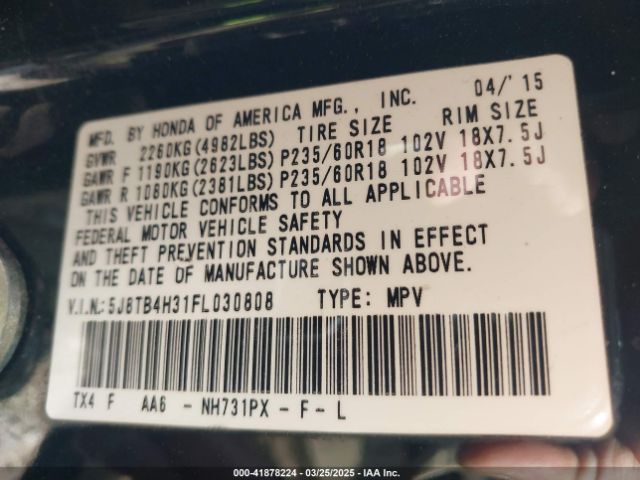 MFD. BY HONDA OF AMERICA MFG., INC. 04/'15
GVWR 2260KG(4982LBS) TIRE SIZE RIM SIZE
GAWR F 1190KG(2623LBS)P235/60R18 102V 18X7.5J
GAWR R 1080KG(2381LBS)P235/60R18 102V 18X7.5J
THIS VEHICLE CONFORMS TO ALL APPLICABLE
FEDERAL MOTOR VEHICLE SAFETY
AND THEFT PREVENTION STANDARDS IN EFFECT
ON THE DATE OF MANUFACTURE SHOWN ABOVE.
V.I.N.:5J8TB4H31FL030808 TYPE: MPV
TX4 F AA6 - NH731PX - F - L
000-41878224 | 03/25/2025 | IAA Inc.